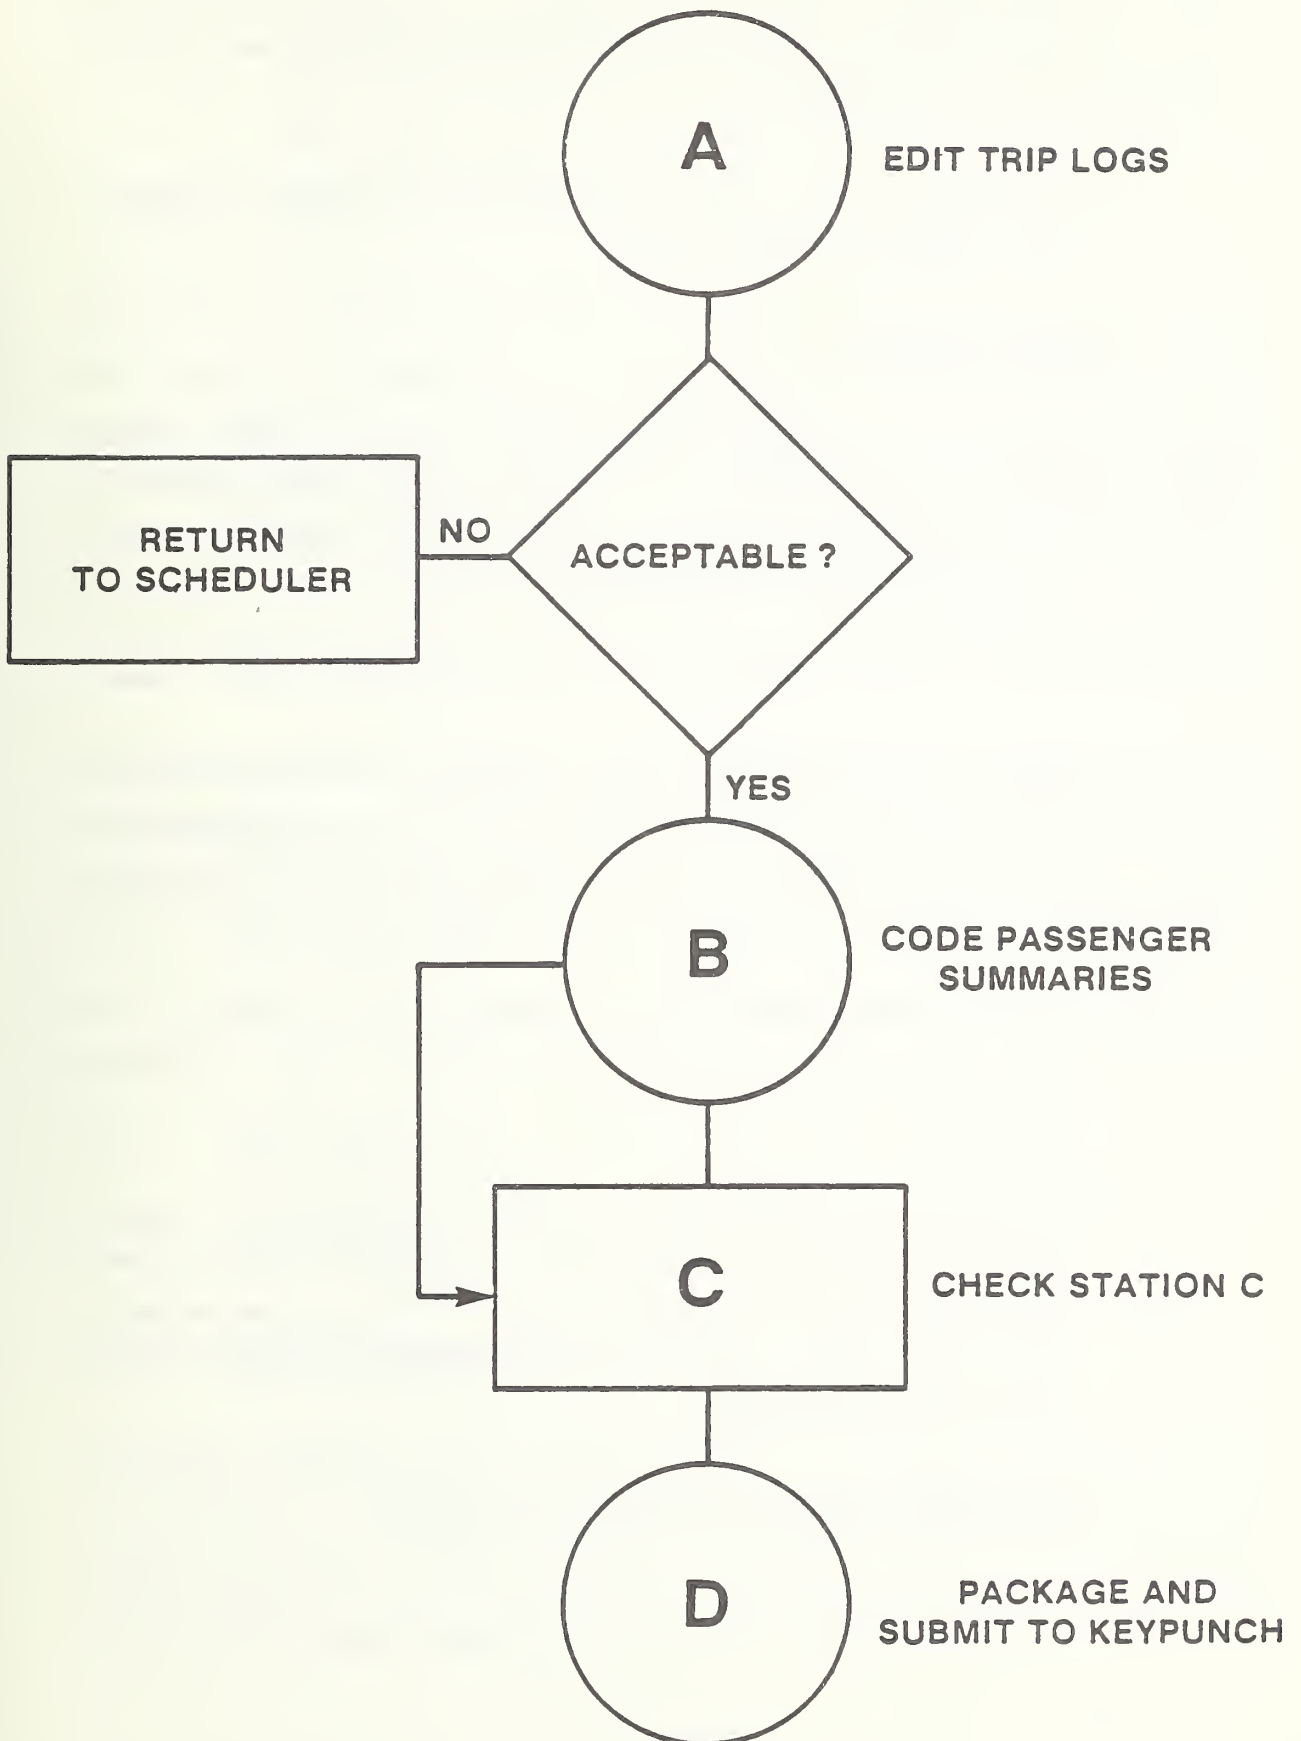 A
EDIT TRIP LOGS
RETURN
TO SCHEDULER
NO
ACCEPTABLE ?
YES
B
CODE PASSENGER
SUMMARIES
C
CHECK STATION C
D
PACKAGE AND
SUBMIT TO KEYPUNCH